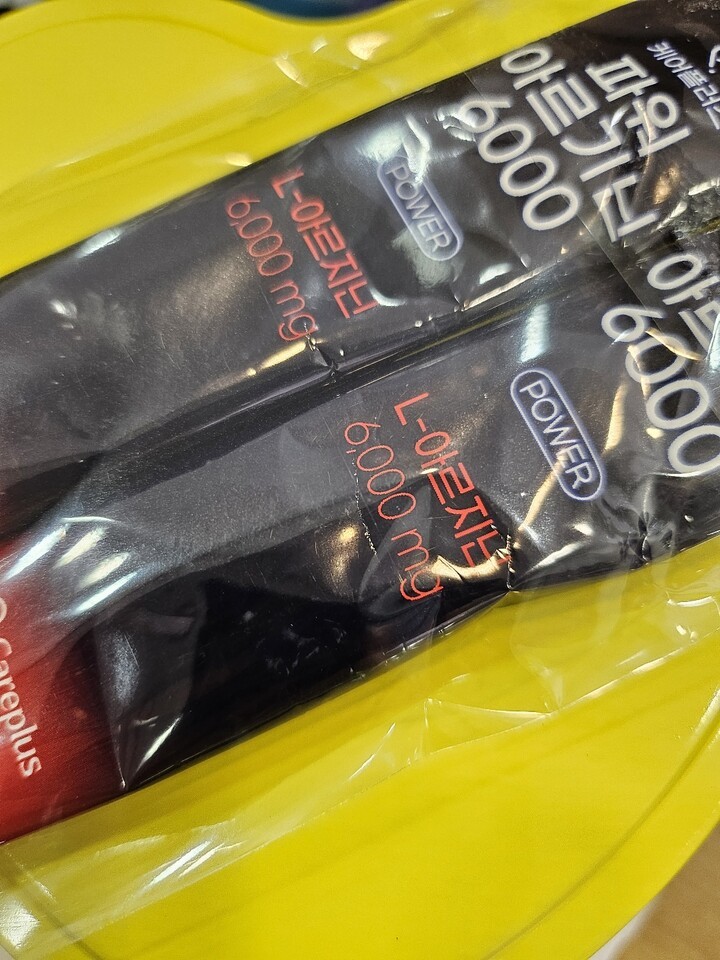 케어플러스
파워
아르기닌
6000
POWER
L-아르지닌
6,000 mg
아르
6000
POWER
L-아르지닌
6,000 mg
Careplus